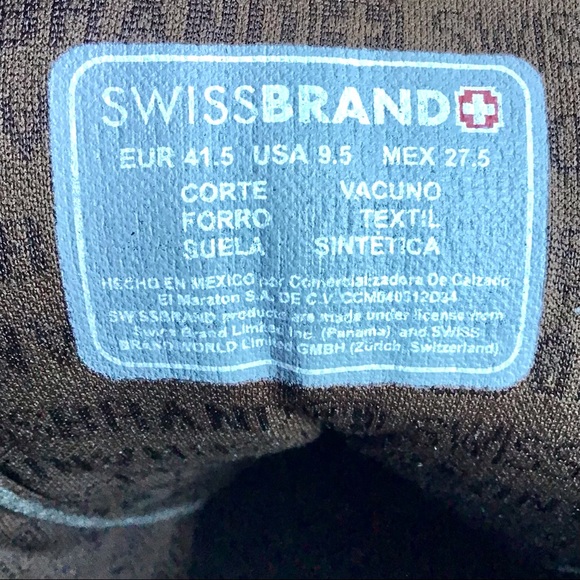 SWISSBRAND
EUR 41.5 USA 9.5 MEX 27.5
CORTE VACUNO
FORRO TEXTIL
SUELA SINTETICA
HECHO EN MEXICO por Comercializadora De Calzado
El Maraton S.A. DE C.V. CCM040312D34
SWISSBRAND products are made under license from
Swiss Brand Limited, Inc. (Panama) and SWISS
BRAND WORLD Limited GMBH (Zürich, Switzerland)